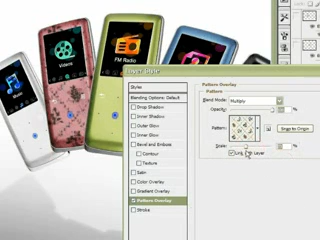 Videos
FM Radio
Layer Style
Styles
Blending Options: Default
Drop Shadow
Inner Shadow
Outer Glow
Inner Glow
Bevel and Emboss
Contour
Texture
Satin
Color Overlay
Gradient Overlay
Pattern Overlay
Stroke
Pattern Overlay
Pattern
Blend Mode: Multiply
Opacity:
Pattern:
Snap to Origin
Scale:
Link with Layer